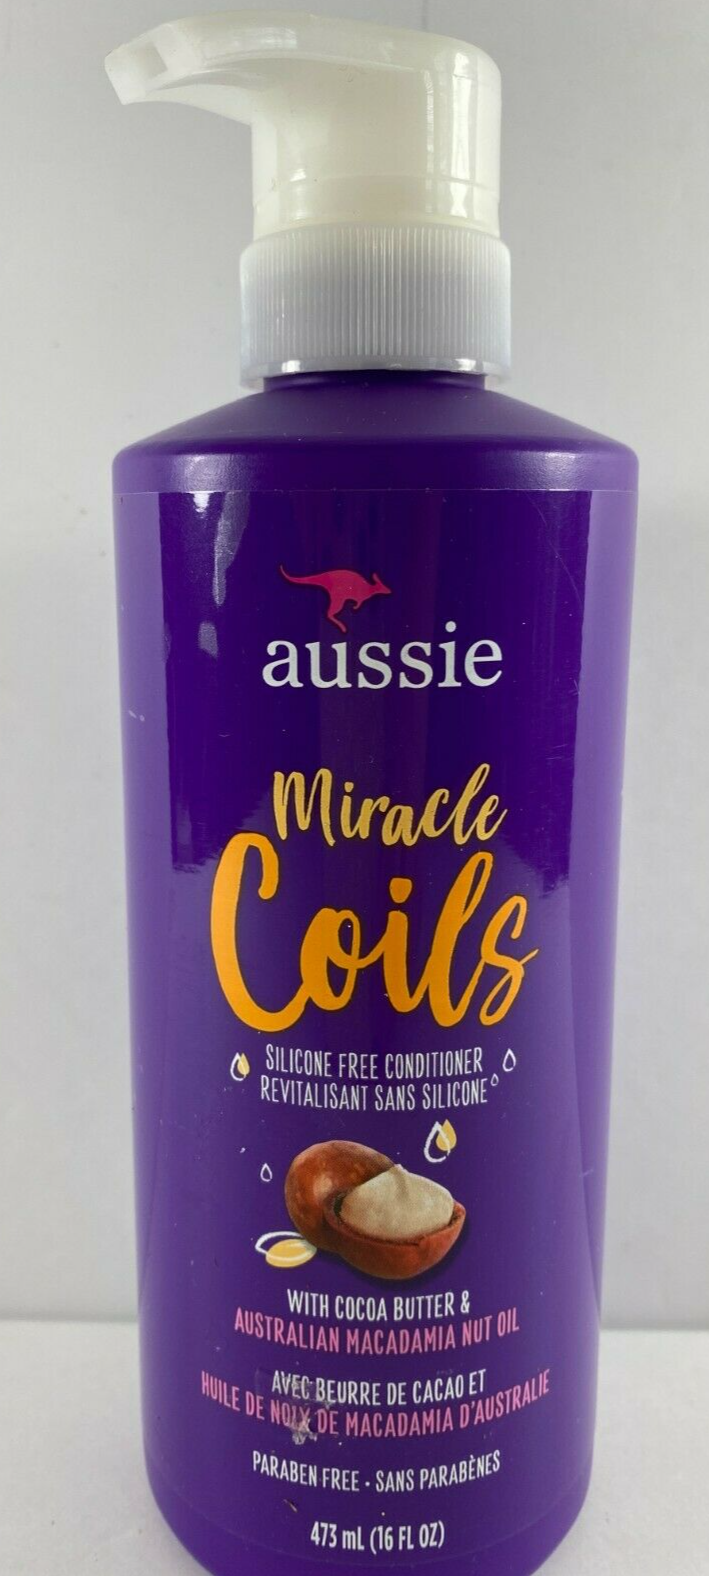 aussie
Miracle
Coils
SILICONE FREE CONDITIONER
REVITALISANT SANS SILICONE
WITH COCOA BUTTER &
AUSTRALIAN MACADAMIA NUT OIL
AVEC BEURRE DE CACAO ET
HUILE DE NOIX DE MACADAMIA D'AUSTRALIE
PARABEN FREE • SANS PARABÈNES
473 mL (16 FL OZ)